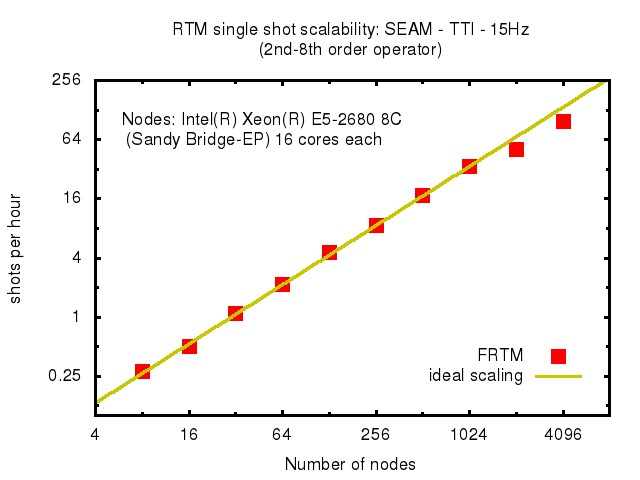 RTM single shot scalability: SEAM - TTI - 15Hz
(2nd-8th order operator)
256
64
16
4
1
0.25
shots per hour
Nodes: Intel(R) Xeon(R) E5-2680 8C
(Sandy Bridge-EP) 16 cores each
FRTM
ideal scaling
4 16 64 256 1024 4096
Number of nodes